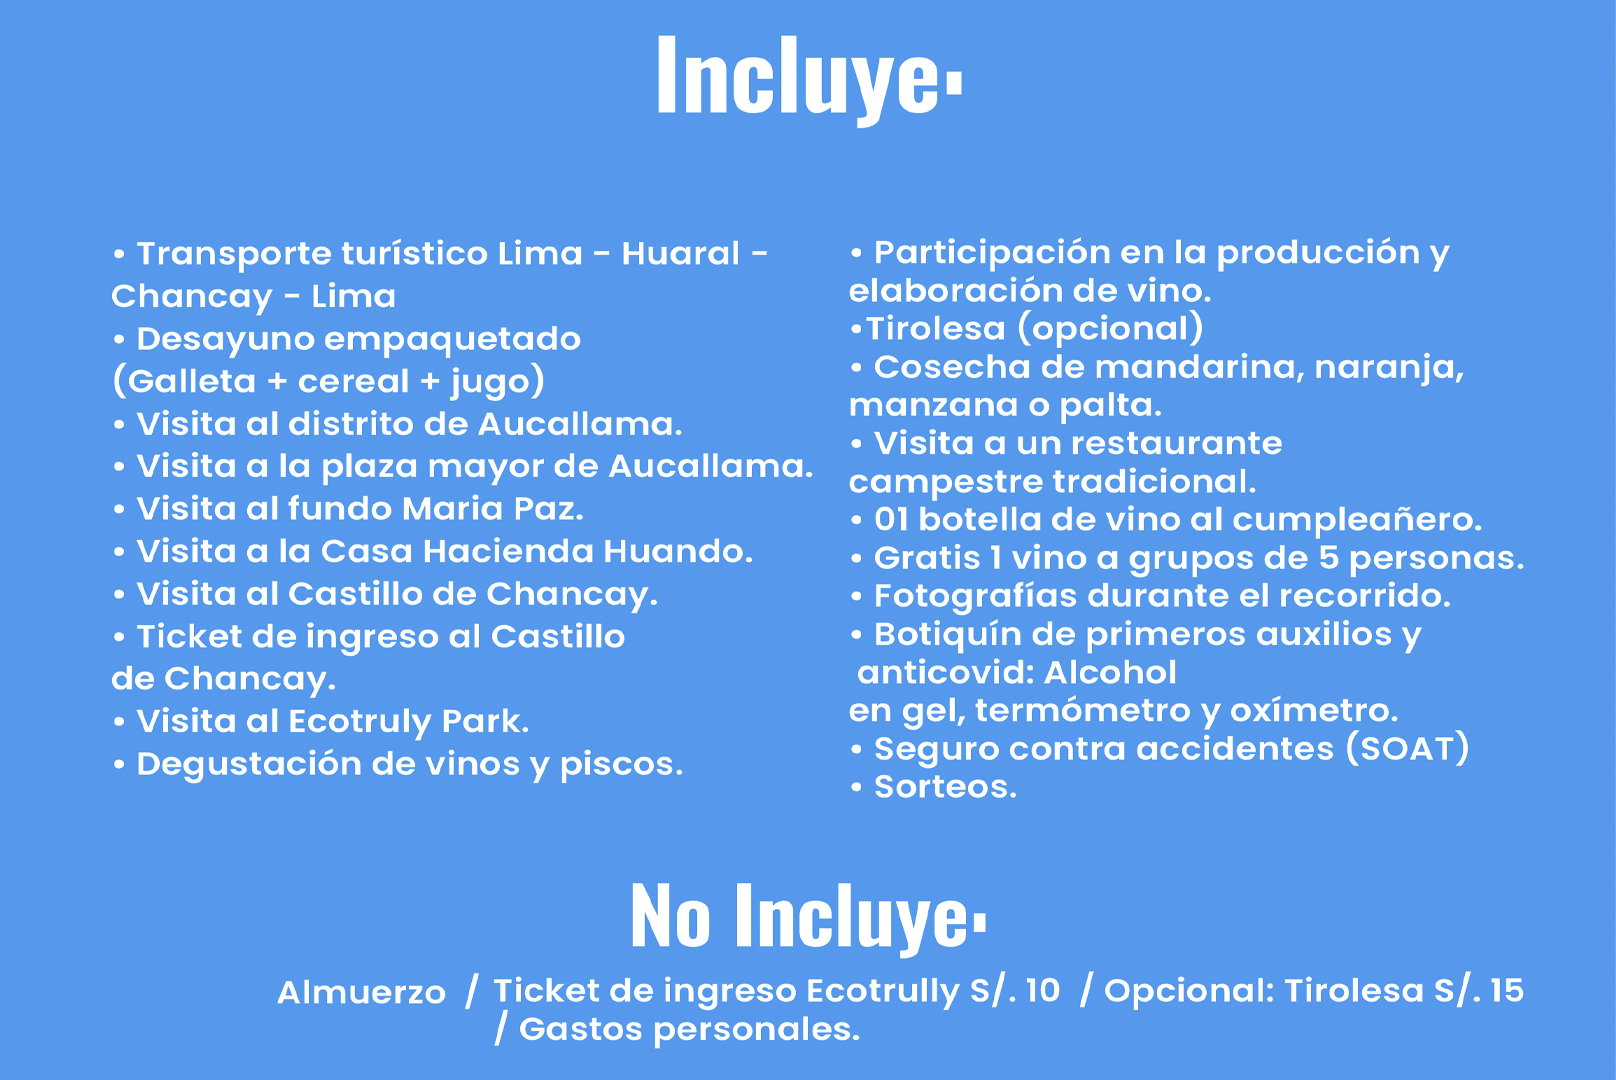 Incluye:
• Transporte turístico Lima - Huaral -
Chancay - Lima
• Desayuno empaquetado
(Galleta + cereal + jugo)
• Visita al distrito de Aucallama.
• Visita a la plaza mayor de Aucallama.
• Visita al fundo Maria Paz.
• Visita a la Casa Hacienda Huando.
• Visita al Castillo de Chancay.
• Ticket de ingreso al Castillo
de Chancay.
• Visita al Ecotruly Park.
• Degustación de vinos y piscos.
• Participación en la producción y
elaboración de vino.
•Tirolesa (opcional)
• Cosecha de mandarina, naranja,
manzana o palta.
• Visita a un restaurante
campestre tradicional.
• 01 botella de vino al cumpleañero.
• Gratis 1 vino a grupos de 5 personas.
• Fotografías durante el recorrido.
• Botiquín de primeros auxilios y
anticovid: Alcohol
en gel, termómetro y oxímetro.
• Seguro contra accidentes (SOAT)
• Sorteos.
No Incluye:
Almuerzo / Ticket de ingreso Ecotrully S/. 10 / Opcional: Tirolesa S/. 15
/ Gastos personales.